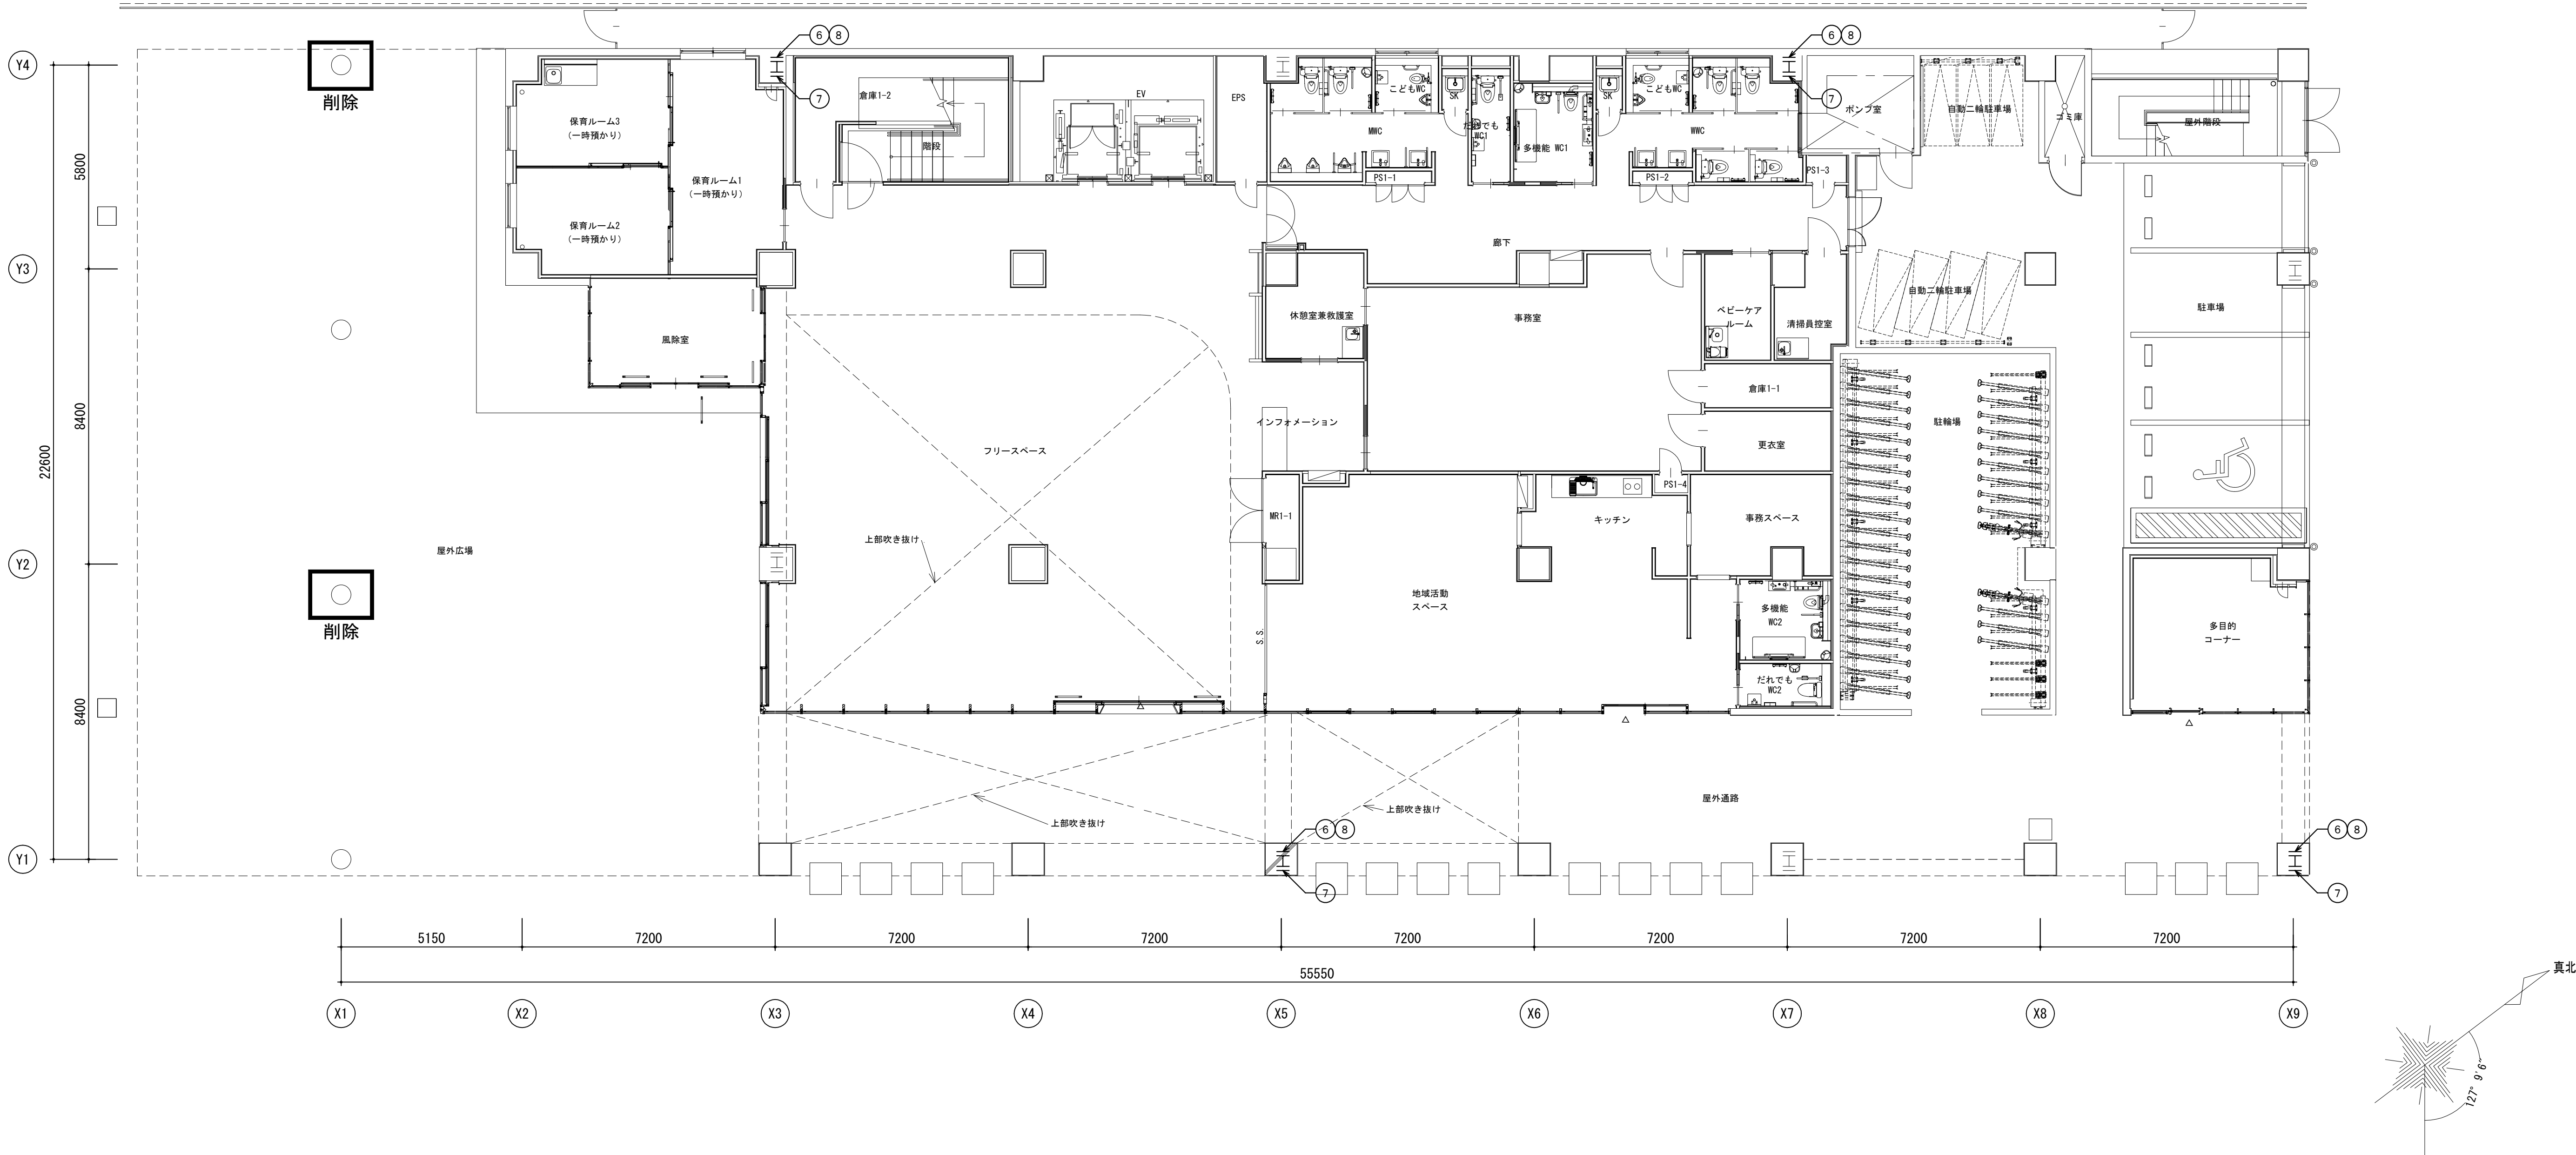 6 8
6 8
Y4
削除
7
7
倉庫1-2
EV
EPS
こどもWC
SK
SK
こどもWC
ポンプ室
自動二輪駐車場
ゴミ庫
屋外階段
保育ルーム3
(一時預かり)
階段
MWC
だれでも
WC1
多機能 WC1
WWC
5800
保育ルーム1
(一時預かり)
PS1-1
PS1-2
PS1-3
保育ルーム2
(一時預かり)
廊下
Y3
自動二輪駐車場
駐車場
風除室
休憩室兼救護室
事務室
ベビーケア
ルーム
清掃員控室
倉庫1-1
8400
22600
フリースペース
インフォメーション
更衣室
駐輪場
PS1-4
MR1-1
キッチン
事務スペース
屋外広場
上部吹き抜け
Y2
削除
地域活動
スペース
S.S.
多機能
WC2
多目的
コーナー
だれでも
WC2
8400
屋外通路
上部吹き抜け
上部吹き抜け
6 8
6 8
Y1
7
7
5150
7200
7200
7200
7200
7200
7200
7200
55550
真北
X1
X2
X3
X4
X5
X6
X7
X8
X9
127° 9′6″